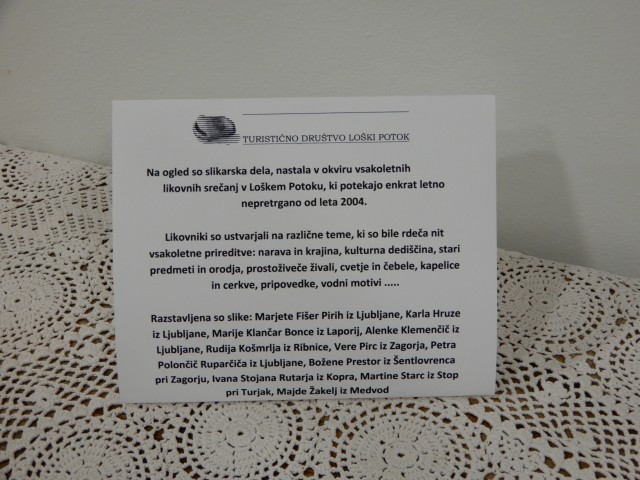 TURISTIČNO DRUŠTVO LOŠKI POTOK
Na ogled so slikarska dela, nastala v okviru vsakoletnih
likovnih srečanj v Loškem Potoku, ki potekajo enkrat letno
nepretrgano od leta 2004.
Likovniki so ustvarjali na različne teme, ki so bile rdeča nit
vsakoletne prireditve: narava in krajina, kulturna dediščina, stari
predmeti in orodja, prostoživeče živali, cvetje in čebele, kapelice
in cerkve, pripovedke, vodni motivi .....
Razstavljena so slike: Marjete Fišer Pirih iz Ljubljane, Karla Hruze
iz Ljubljane, Marije Klančar Bonce iz Laporij, Alenke Klemenčič iz
Ljubljane, Rudija Košmrlja iz Ribnice, Vere Pirc iz Zagorja, Petra
Polončič Ruparčiča iz Ljubljane, Božene Prestor iz Šentlovrenca
pri Zagorju, Ivana Stojana Rutarja iz Kopra, Martine Starc iz Stop
pri Turjak, Majde Žakelj iz Medvod